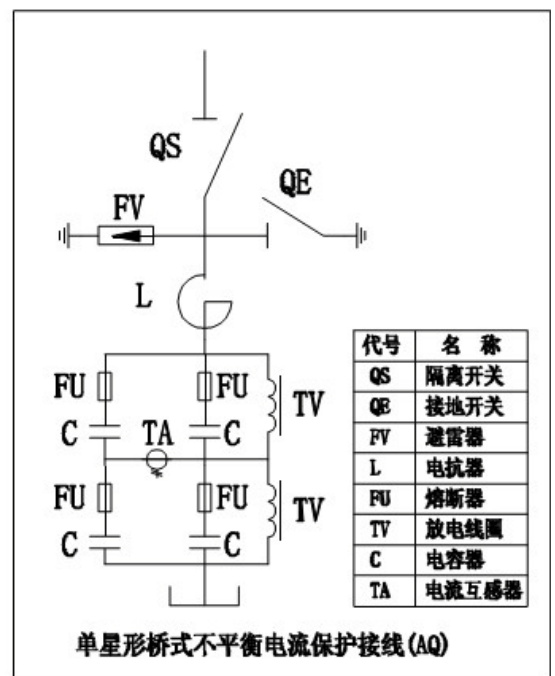 QS
QE
FV
L
FU FU TV
C TA C
FU FU TV
C C
代号 名 称
QS 隔离开关
QE 接地开关
FV 避雷器
L 电抗器
FU 熔断器
TV 放电线圈
C 电容器
TA 电流互感器
单星形桥式不平衡电流保护接线(AQ)